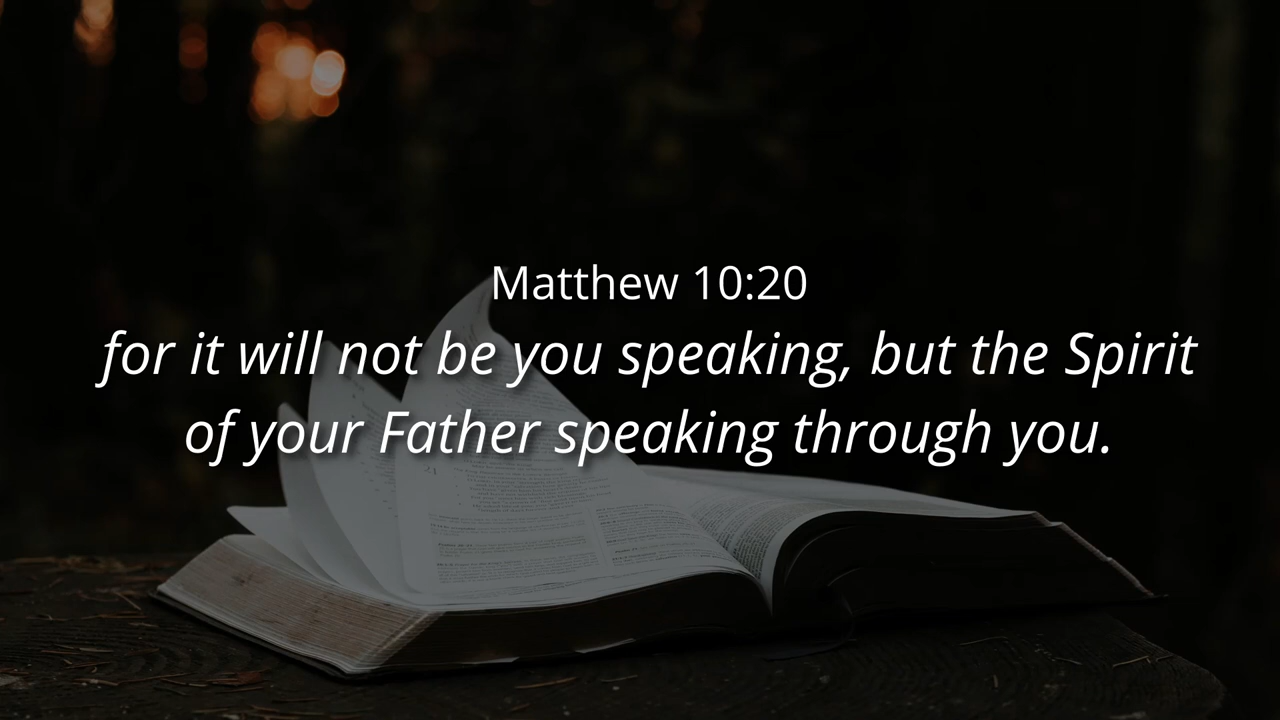 Matthew 10:20
for it will not be you speaking, but the Spirit
of your Father speaking through you.